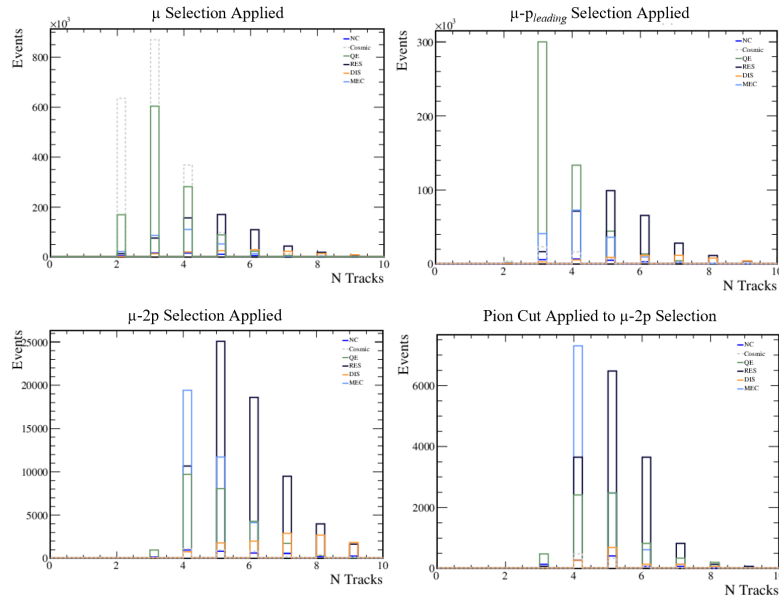 μ Selection Applied
×10³
Events
800
600
400
200
0
0 2 4 6 8 10
N Tracks
NC
Cosmic
QE
RES
DIS
MEC
μ-pleading Selection Applied
×10³
Events
300
200
100
0
0 2 4 6 8 10
N Tracks
NC
Cosmic
QE
RES
DIS
MEC
μ-2p Selection Applied
Events
25000
20000
15000
10000
5000
0
0 2 4 6 8 10
N Tracks
NC
Cosmic
QE
RES
DIS
MEC
Pion Cut Applied to μ-2p Selection
Events
6000
4000
2000
0
0 2 4 6 8 10
N Tracks
NC
Cosmic
QE
RES
DIS
MEC